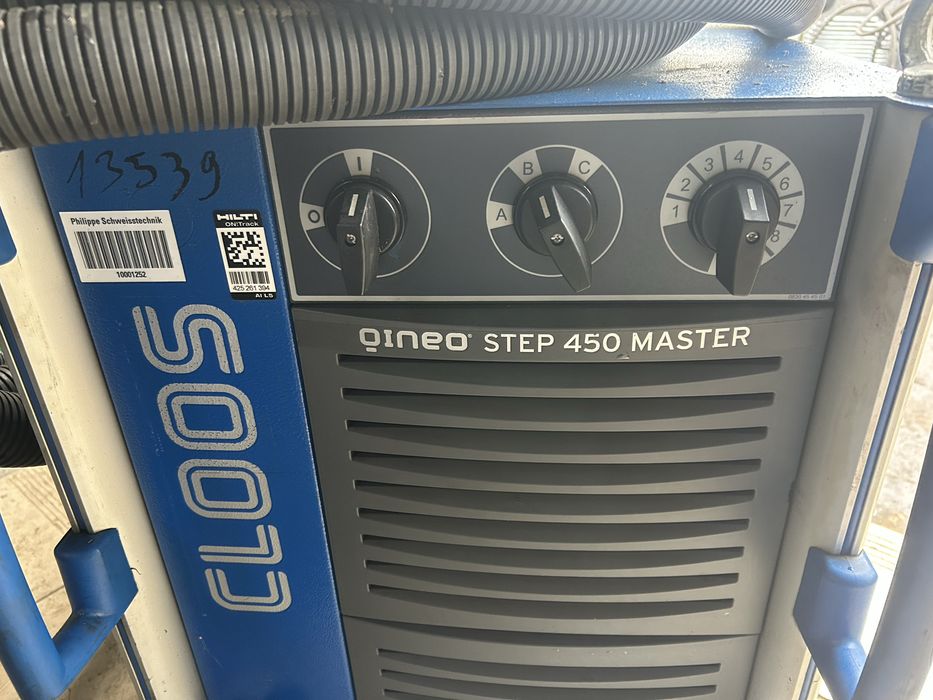 13539
Philippe Schweisstechnik
10001252
HILTI
ON!Track
425 261 394
AI L5
O I
A B C
1 2 3 4 5 6 7 8
QINEO® STEP 450 MASTER
CLOOS